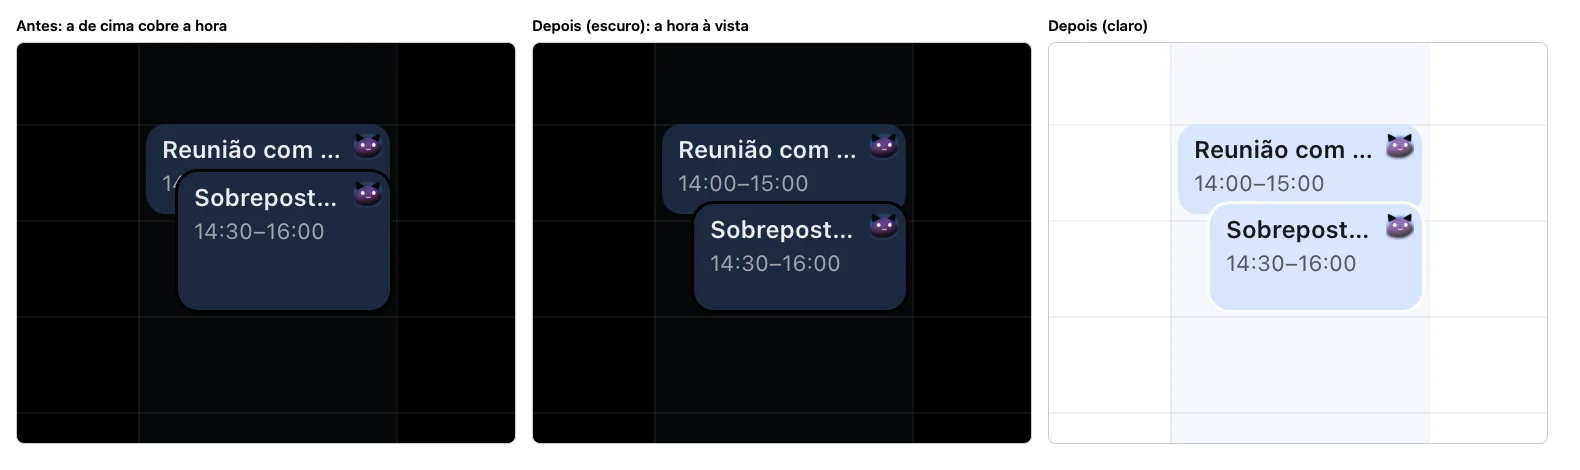 Antes: a de cima cobre a hora
Reunião com ...
14
Sobrepost...
14:30–16:00
Depois (escuro): a hora à vista
Reunião com ...
14:00–15:00
Sobrepost...
14:30–16:00
Depois (claro)
Reunião com ...
14:00–15:00
Sobrepost...
14:30–16:00